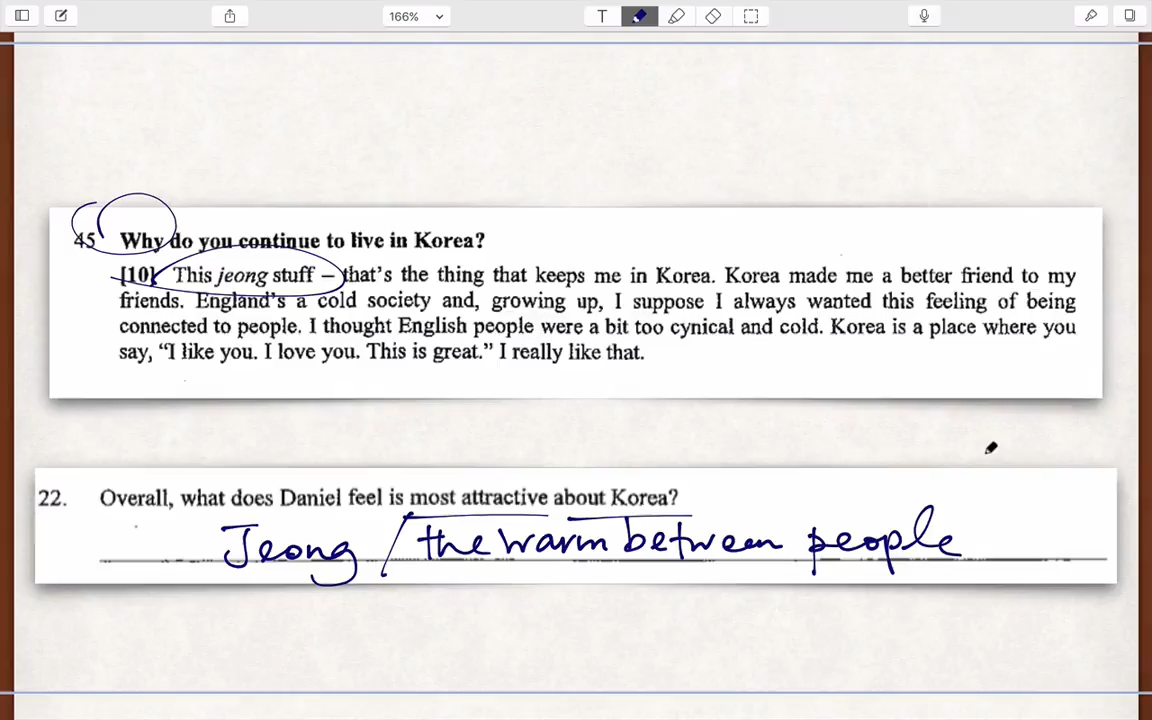 166%
T
45 Why do you continue to live in Korea?
[10] This jeong stuff – that's the thing that keeps me in Korea. Korea made me a better friend to my
friends. England's a cold society and, growing up, I suppose I always wanted this feeling of being
connected to people. I thought English people were a bit too cynical and cold. Korea is a place where you
say, "I like you. I love you. This is great." I really like that.
22. Overall, what does Daniel feel is most attractive about Korea?
Jeong / the warm between people